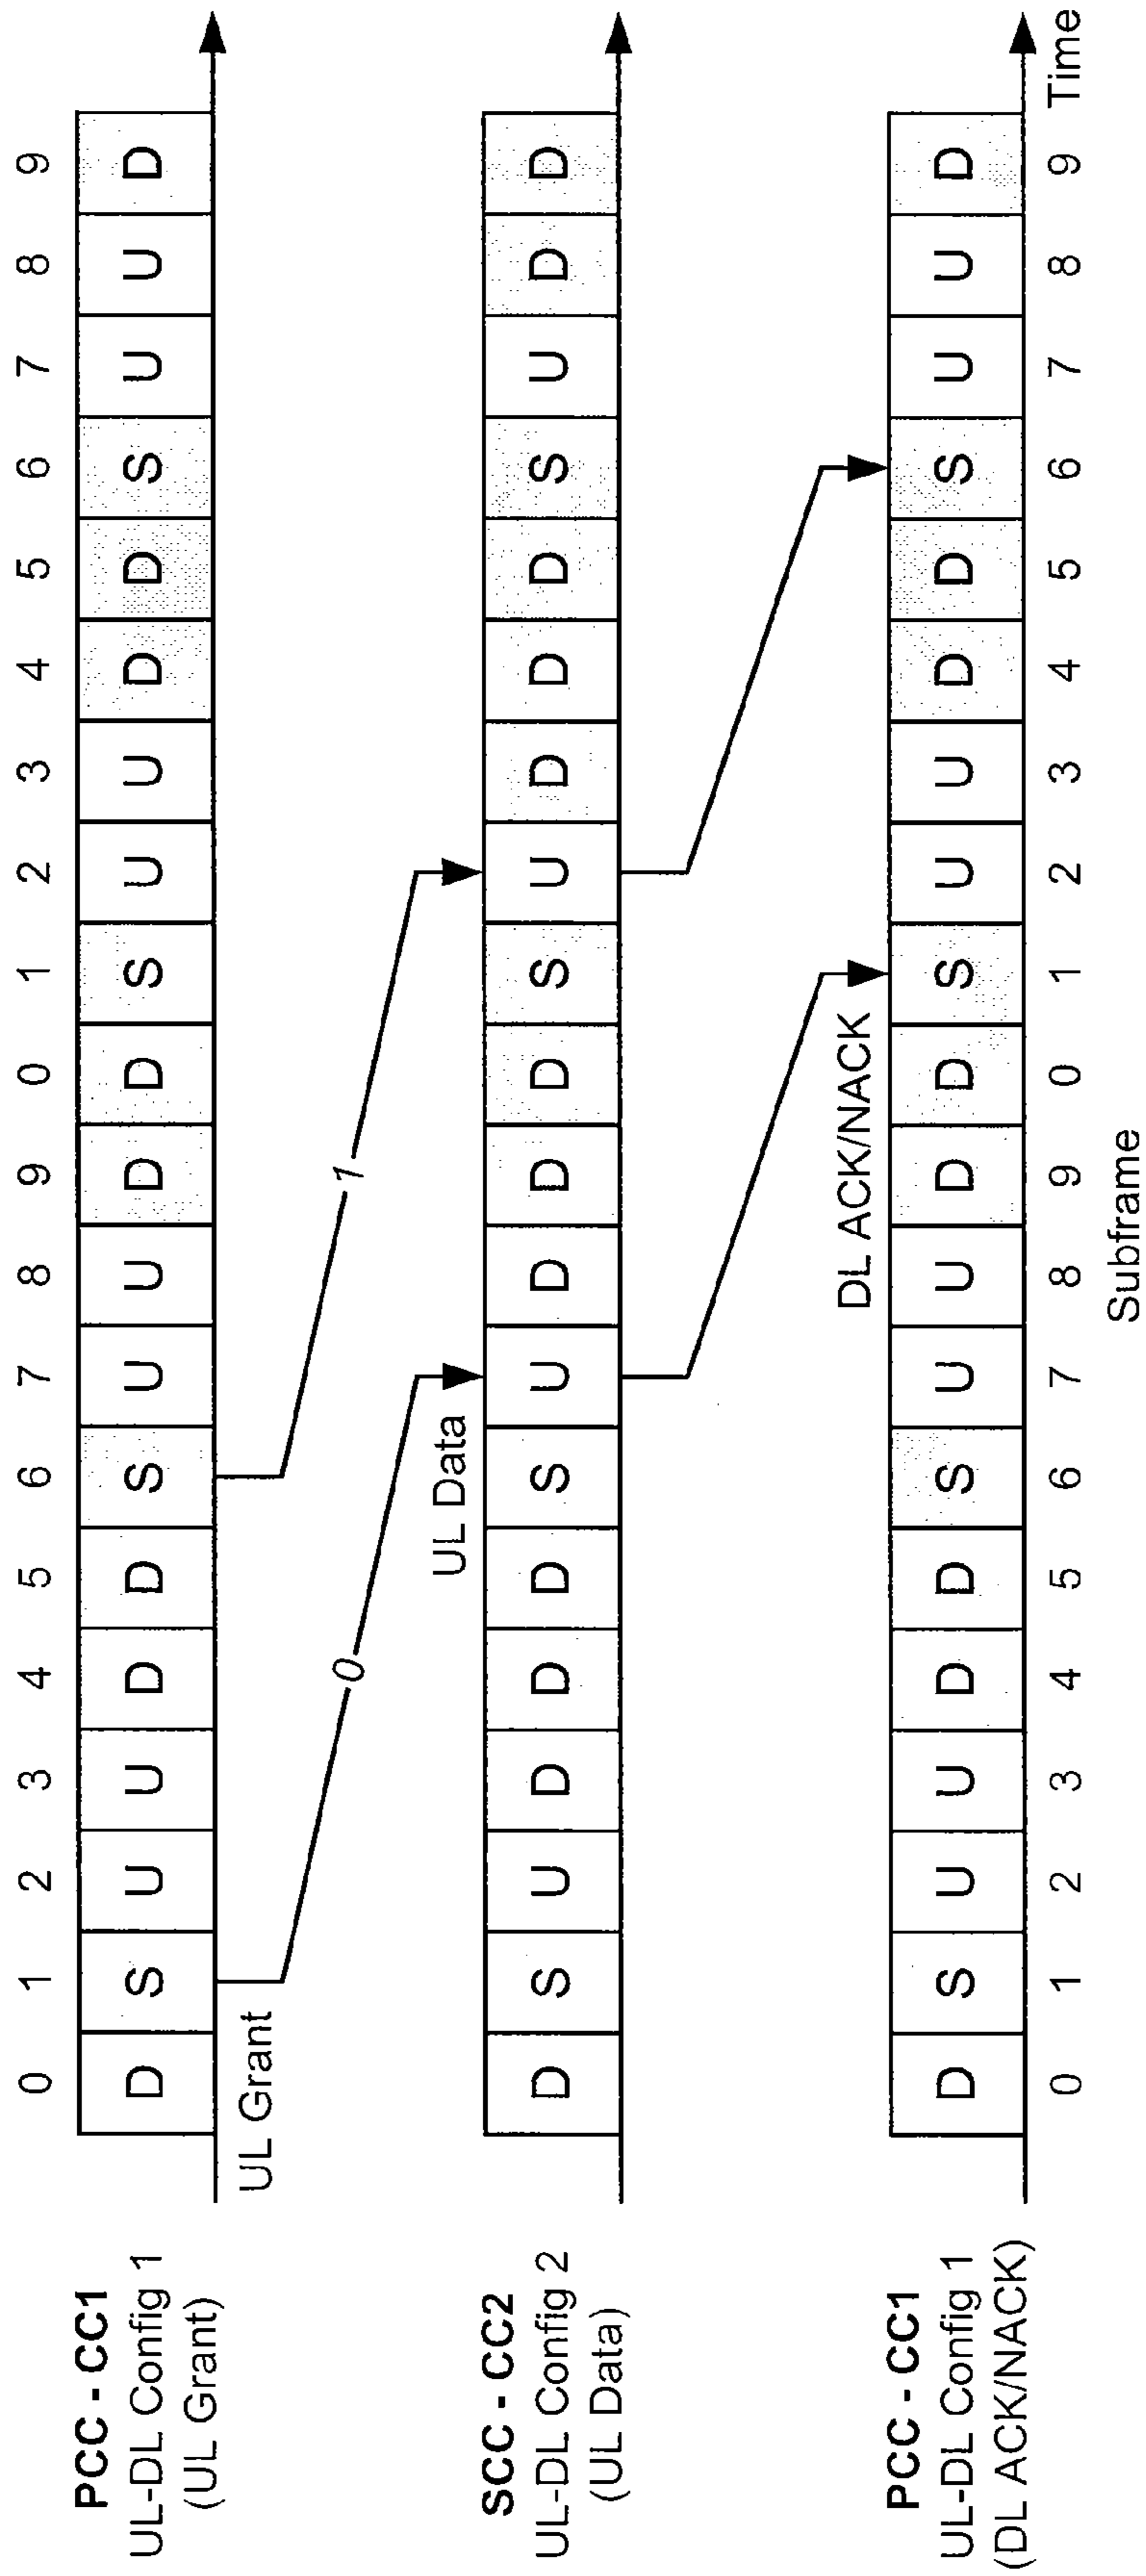 0 1 2 3 4 5 6 7 8 9 0 1 2 3 4 5 6 7 8 9
PCC - CC1
UL-DL Config 1
(UL Grant)
D S U U D D S U U D D S U U D D S U U D
UL Grant
0
1
UL Data
SCC - CC2
UL-DL Config 2
(UL Data)
D S U D D D S U D D D S U D D D S U D D
DL ACK/NACK
PCC - CC1
UL-DL Config 1
(DL ACK/NACK)
D S U U D D S U U D D S U U D D S U U D
0 1 2 3 4 5 6 7 8 9 0 1 2 3 4 5 6 7 8 9 Time
Subframe